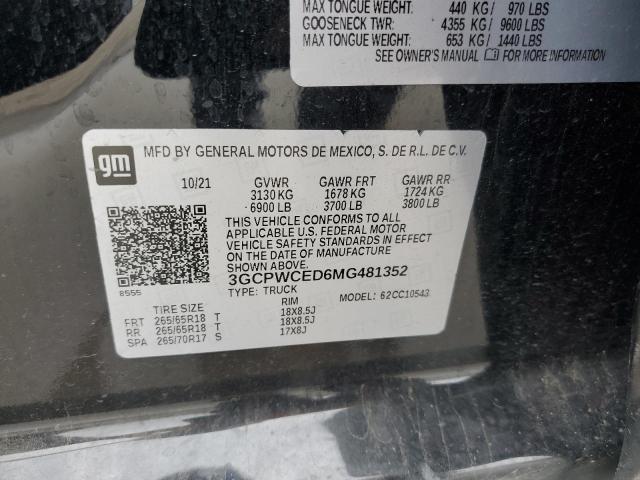 MAX TONGUE WEIGHT: 440 KG/ 970 LBS
GOOSENECK TWR: 4355 KG/ 9600 LBS
MAX TONGUE WEIGHT: 653 KG/ 1440 LBS
SEE OWNER'S MANUAL FOR MORE INFORMATION
gm
MFD BY GENERAL MOTORS DE MEXICO, S. DE R.L. DE C.V.
10/21 GVWR GAWR FRT GAWR RR
3130 KG 1678 KG 1724 KG
6900 LB 3700 LB 3800 LB
THIS VEHICLE CONFORMS TO ALL
APPLICABLE U.S. FEDERAL MOTOR
VEHICLE SAFETY STANDARDS IN EFFECT
ON THE DATE OF MANUFACTURE
SHOWN ABOVE.
3GCPWCED6MG481352
8555
TYPE: TRUCK MODEL: 62CC10543
TIRE SIZE RIM
FRT 265/65R18 T 18X8.5J
RR 265/65R18 T 18X8.5J
SPA 265/70R17 S 17X8J